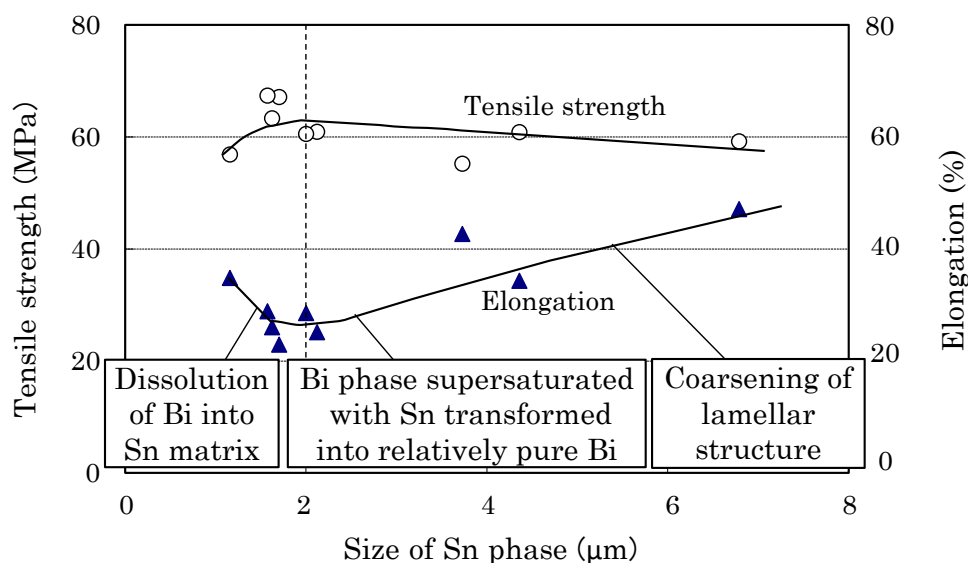 Tensile strength (MPa)
80
60
40
20
0
Tensile strength
Elongation
Dissolution
of Bi into
Sn matrix
Bi phase supersaturated
with Sn transformed
into relatively pure Bi
Coarsening of
lamellar
structure
80
60
40
20
0
Elongation (%)
0
2
4
6
8
Size of Sn phase (μm)